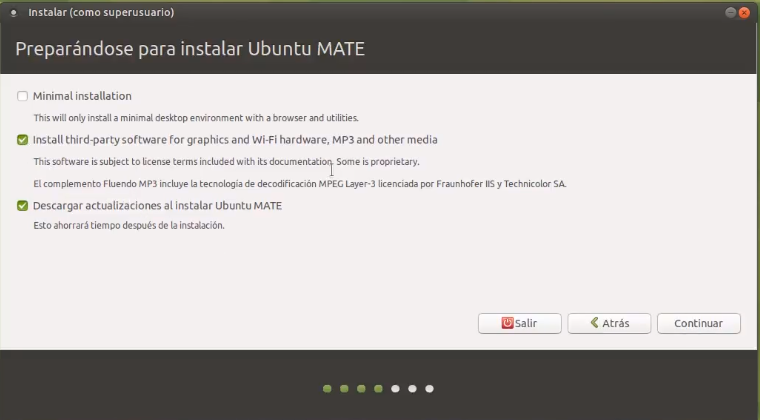 Instalar (como superusuario)
Preparándose para instalar Ubuntu MATE
Minimal installation
This will only install a minimal desktop environment with a browser and utilities.
Install third-party software for graphics and Wi-Fi hardware, MP3 and other media
This software is subject to license terms included with its documentation. Some is proprietary.
El complemento Fluendo MP3 incluye la tecnologia de decodificación MPEG Layer-3 licenciada por Fraunhofer IIS y Technicolor SA.
Descargar actualizaciones al instalar Ubuntu MATE
Esto ahorrará tiempo después de la instalación.
Salir
Atrás
Continuar